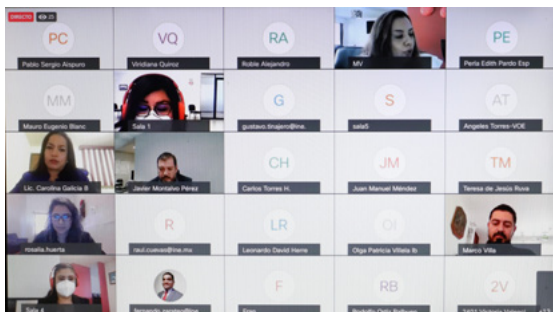 DIRECTO 25
PC
VQ
RA
PE
Pablo Sergio Aispuro
Viridiana Quiroz
Roble Alejandro
MV
Perla Edith Pardo Esp
MM
G
S
AT
Mauro Eugenio Blanc
Sala 1
gustavo.tinajero@ine.
sala5
Angeles Torres-VOE
CH
JM
TM
Lic. Carolina Galicia B
Javier Montalvo Pérez
Carlos Torres H.
Juan Manuel Méndez
Teresa de Jesús Ruva
R
LR
OI
rosalia.huerta
raul.cuevas@ine.mx
Leonardo David Herre
Olga Patricia Villela Ib
Marco Villa
F
RB
2V
Sala 4